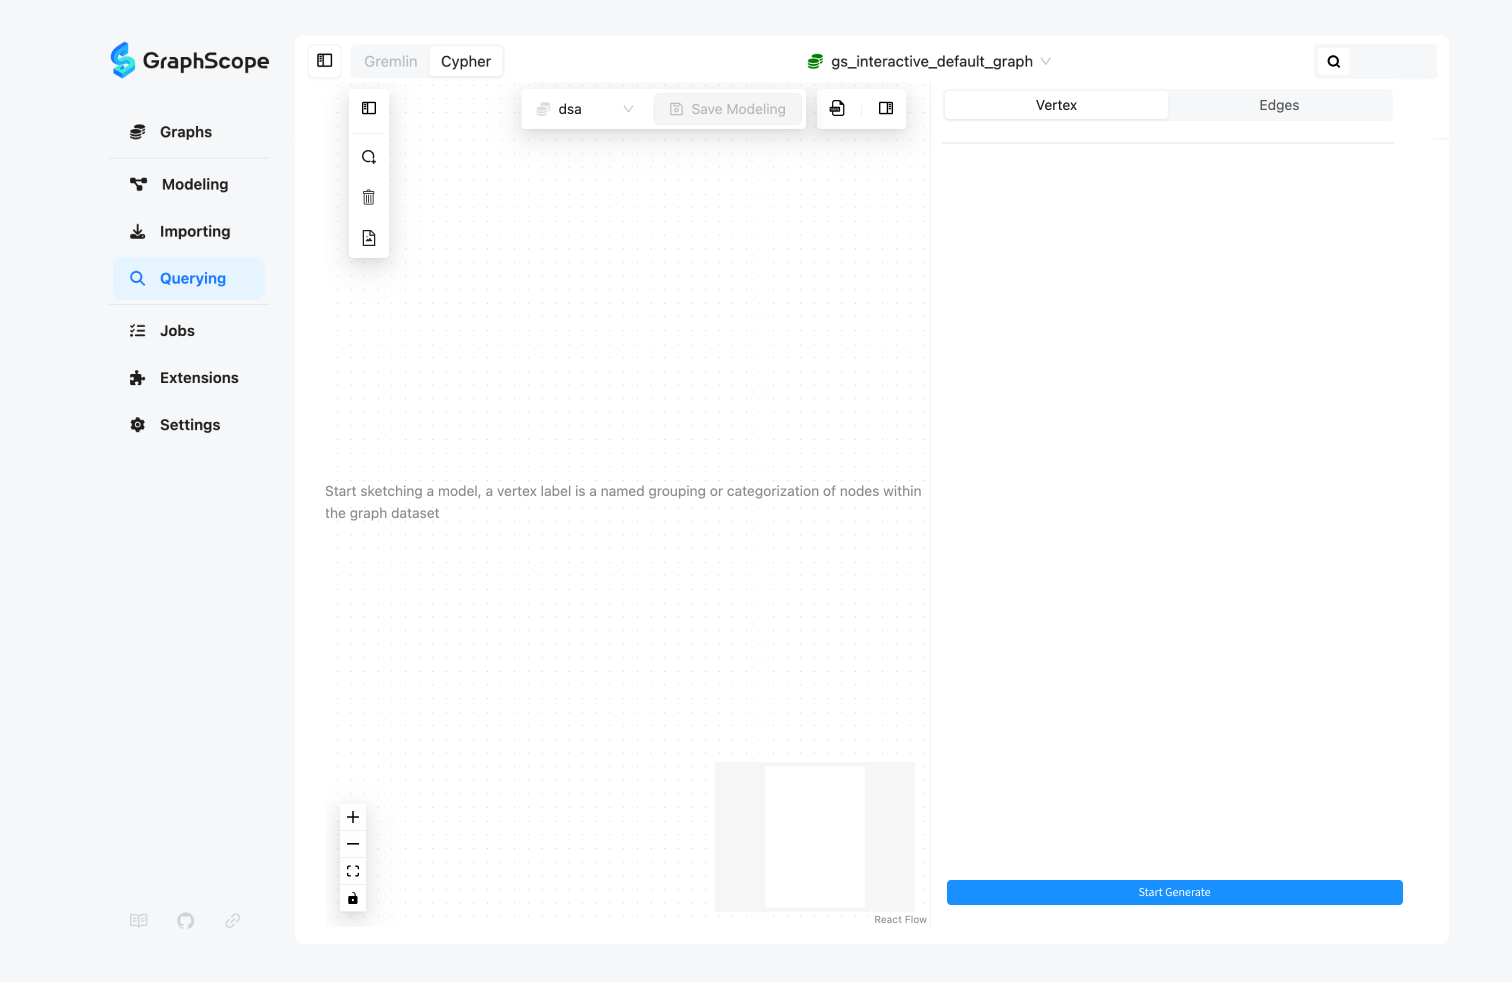 GraphScope
Graphs
Modeling
Importing
Querying
Jobs
Extensions
Settings
Gremlin
Cypher
gs_interactive_default_graph
dsa
Save Modeling
Start sketching a model, a vertex label is a named grouping or categorization of nodes within
the graph dataset
React Flow
Vertex
Edges
Start Generate